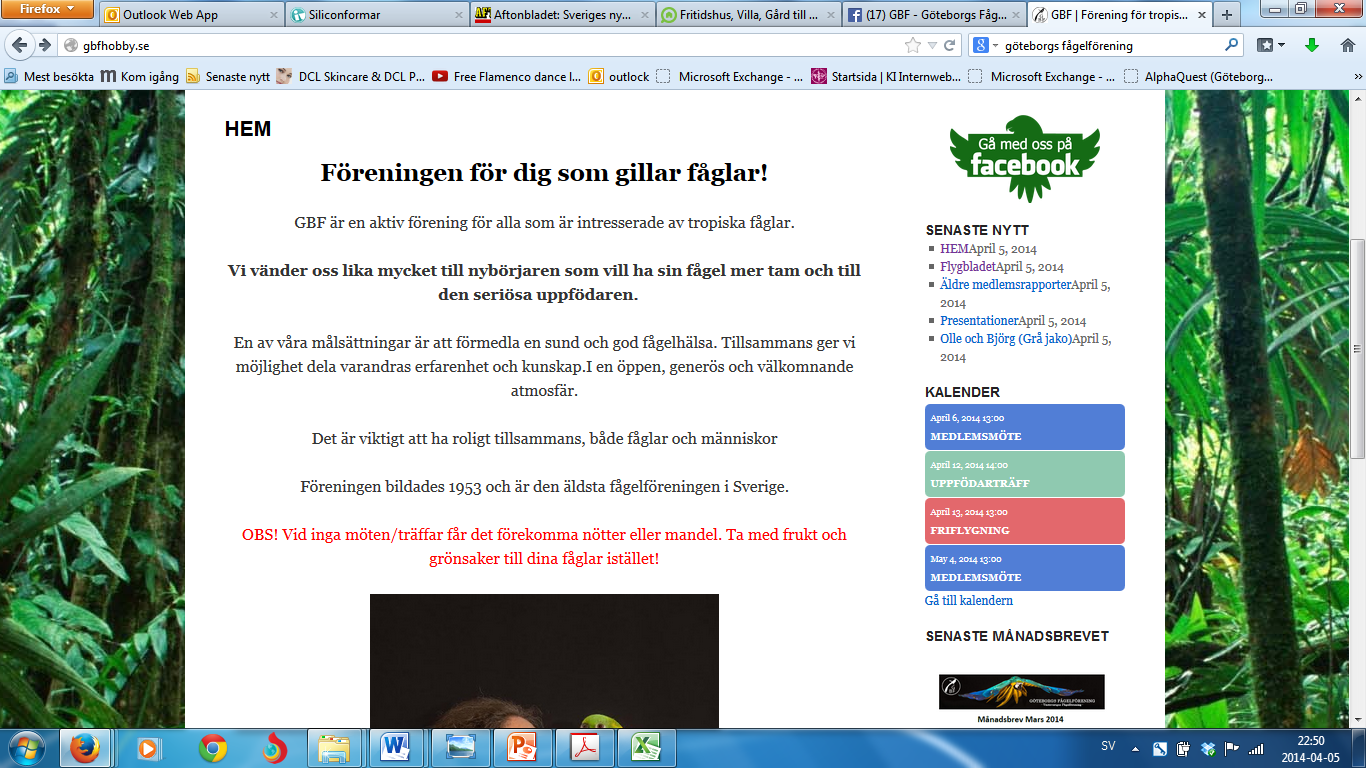 Firefox
Outlook Web App
Siliconformar
Aftonbladet: Sveriges ny...
Fritidshus, Villa, Gård till ...
(17) GBF - Göteborgs Fåg...
GBF | Förening för tropis...
gbfhobby.se
göteborgs fågelförening
Mest besökta
Kom igång
Senaste nytt
DCL Skincare & DCL P...
Free Flamenco dance l...
outlock
Microsoft Exchange - ...
Startsida | KI Internweb...
Microsoft Exchange - ...
AlphaQuest (Göteborg...
HEM
Föreningen för dig som gillar fåglar!
GBF är en aktiv förening för alla som är intresserade av tropiska fåglar.
Vi vänder oss lika mycket till nybörjaren som vill ha sin fågel mer tam och till
den seriösa uppfödaren.
En av våra målsättningar är att förmedla en sund och god fågelhälsa. Tillsammans ger vi
möjlighet dela varandras erfarenhet och kunskap.I en öppen, generös och välkomnande
atmosfär.
Det är viktigt att ha roligt tillsammans, både fåglar och människor
Föreningen bildades 1953 och är den äldsta fågelföreningen i Sverige.
OBS! Vid inga möten/träffar får det förekomma nötter eller mandel. Ta med frukt och
grönsaker till dina fåglar istället!
Gå med oss på
facebook
SENASTE NYTT
HEMApril 5, 2014
FlygbladetApril 5, 2014
Äldre medlemsrapporterApril 5,
2014
PresentationerApril 5, 2014
Olle och Björg (Grå jako)April 5,
2014
KALENDER
April 6, 2014 13:00
MEDLEMSMÖTE
April 12, 2014 14:00
UPPFÖDARTRÄFF
April 13, 2014 13:00
FRIFLYGNING
May 4, 2014 13:00
MEDLEMSMÖTE
Gå till kalendern
SENASTE MÅNADSBREVET
GÖTEBORGS FÅGELFÖRENING
Månadsbrev Mars 2014
SV
22:50
2014-04-05